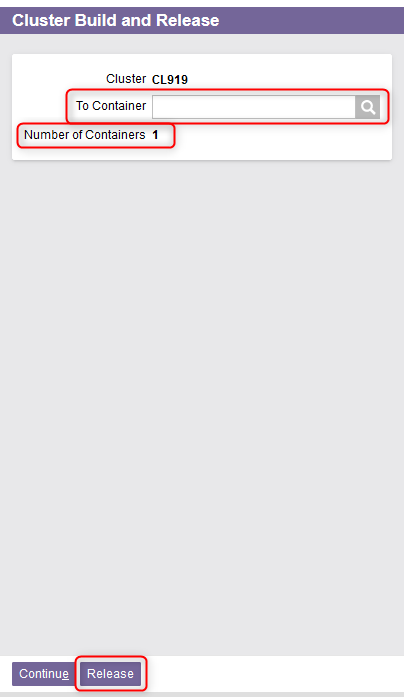 Cluster Build and Release
Cluster CL919
To Container
Number of Containers 1
Continue Release